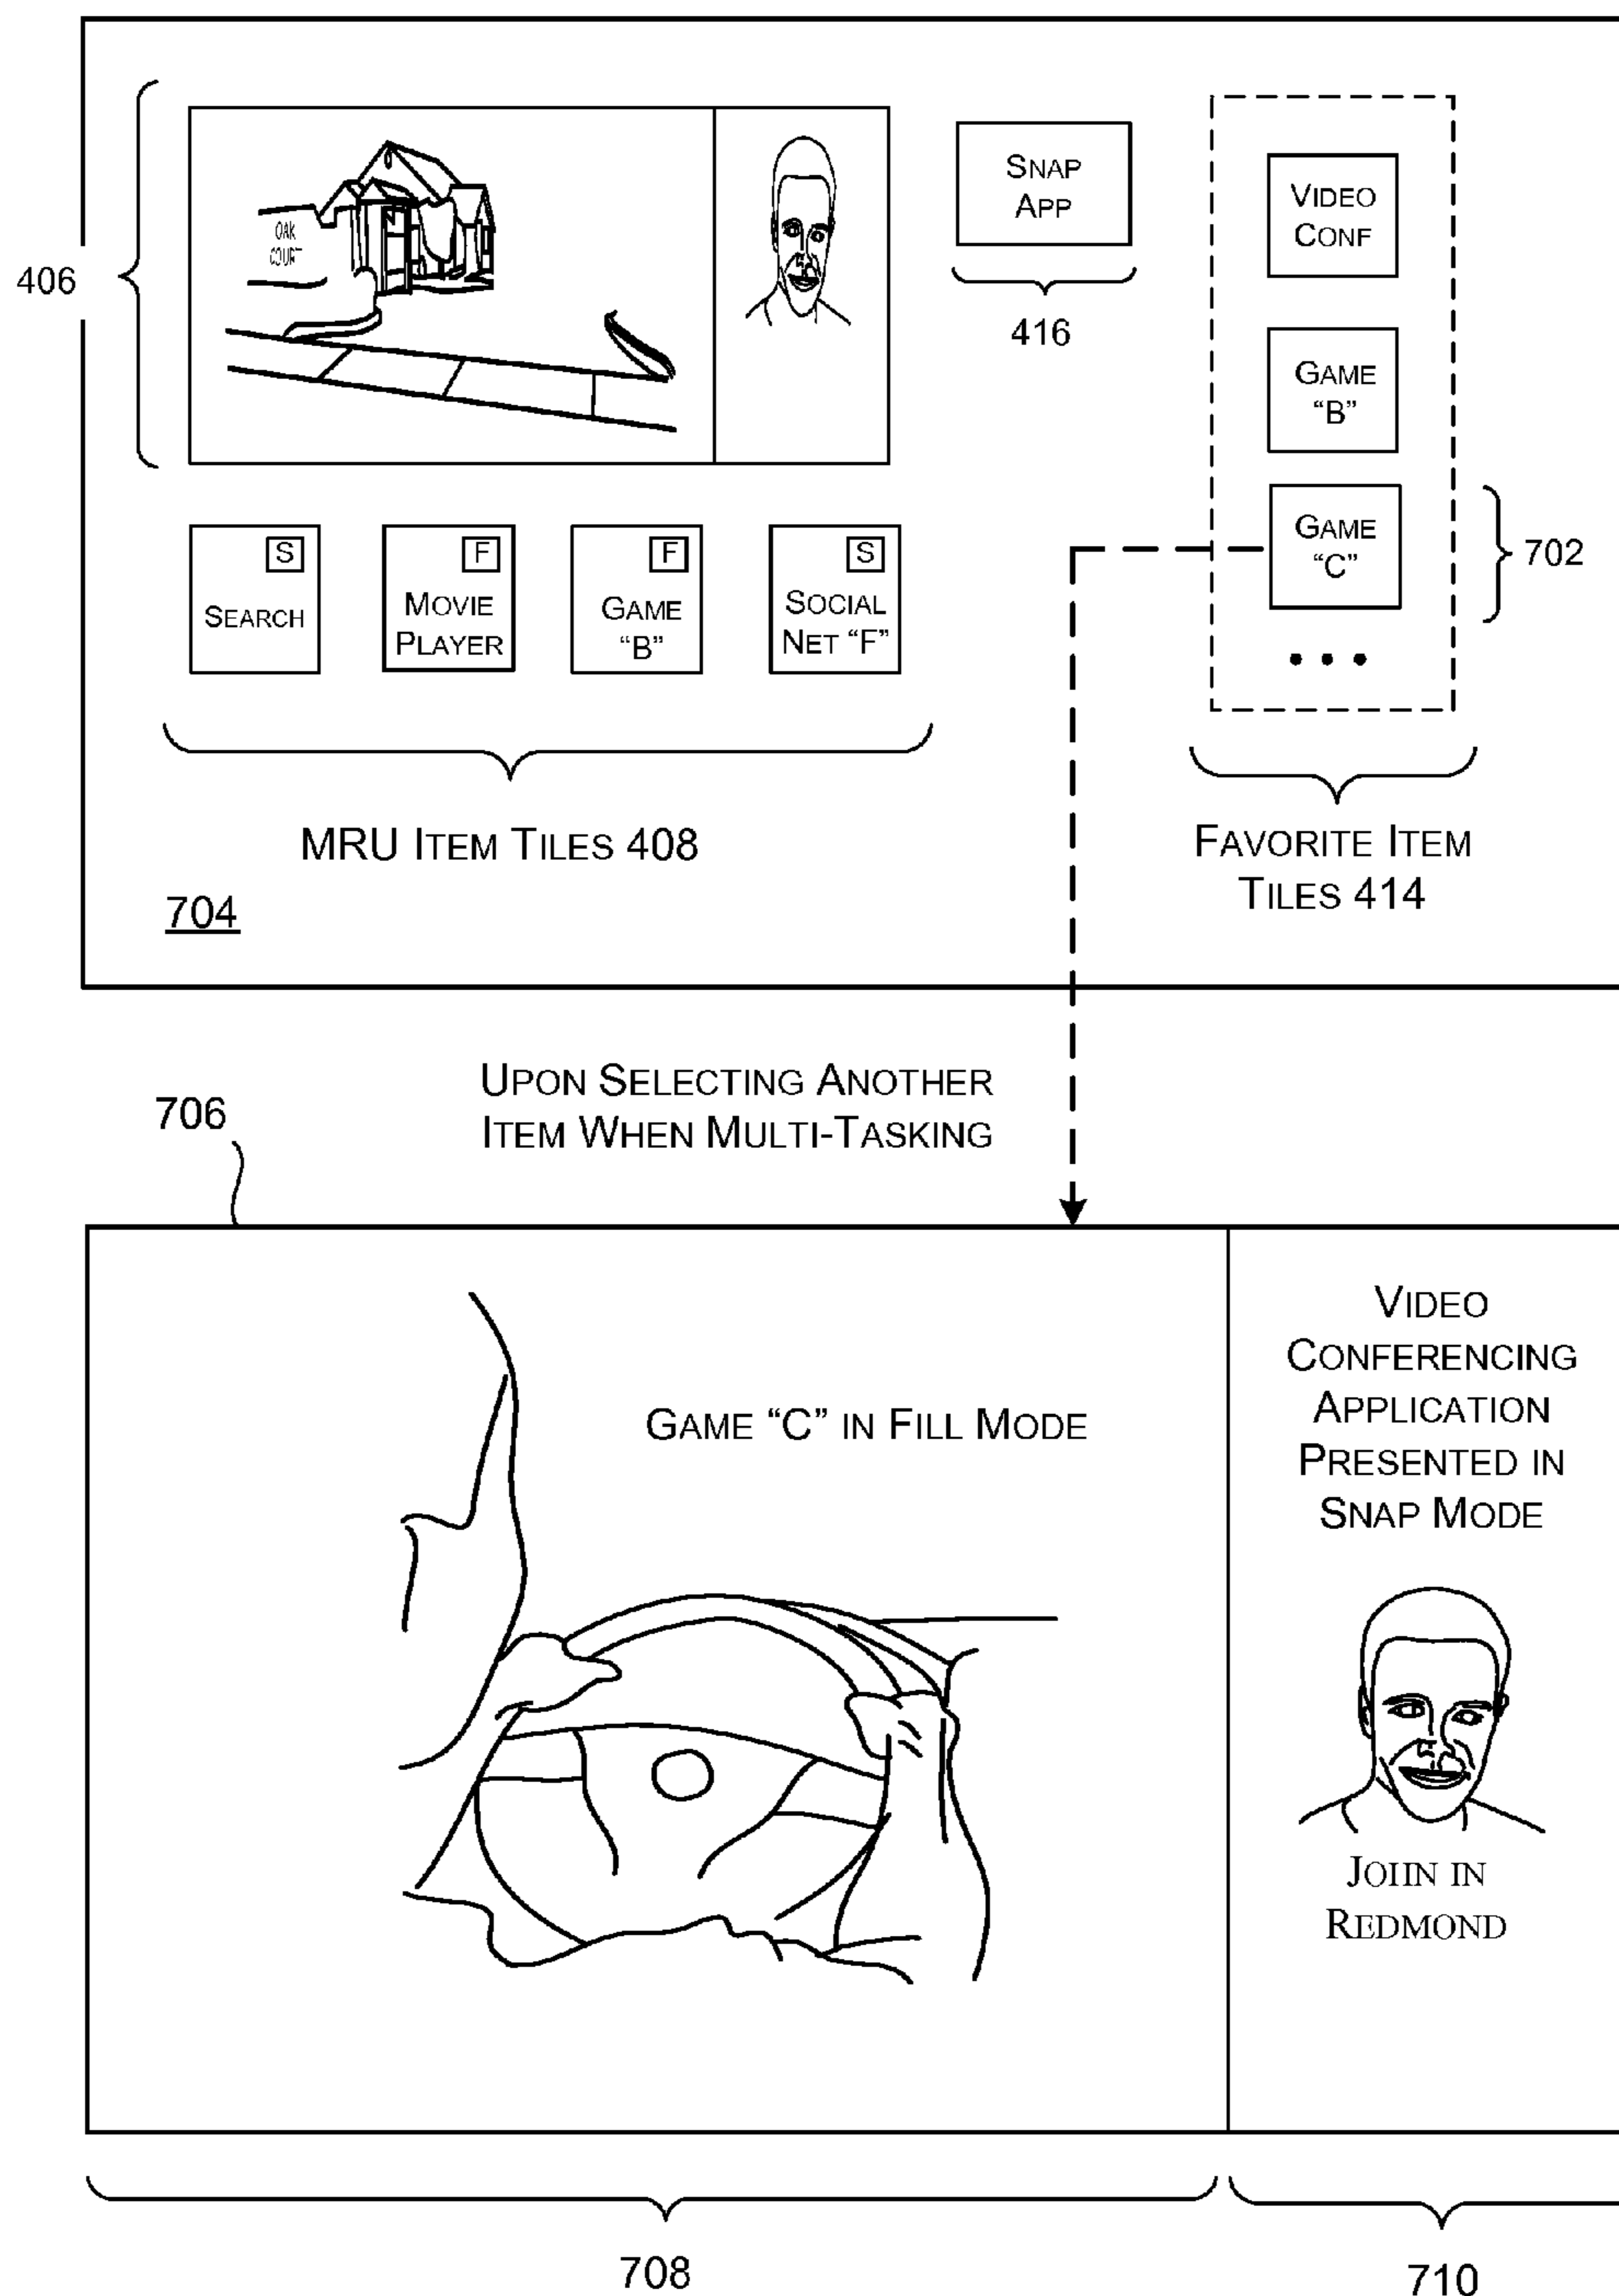 406
OAK
COURT
SNAP
APP
416
VIDEO
CONF
GAME
“B”
GAME
“C”
702
• • •
S
SEARCH
F
MOVIE
PLAYER
F
GAME
“B”
S
SOCIAL
NET “F”
MRU ITEM TILES 408
FAVORITE ITEM
TILES 414
704
UPON SELECTING ANOTHER
ITEM WHEN MULTI-TASKING
706
GAME “C” IN FILL MODE
VIDEO
CONFERENCING
APPLICATION
PRESENTED IN
SNAP MODE
JOHN IN
REDMOND
708
710